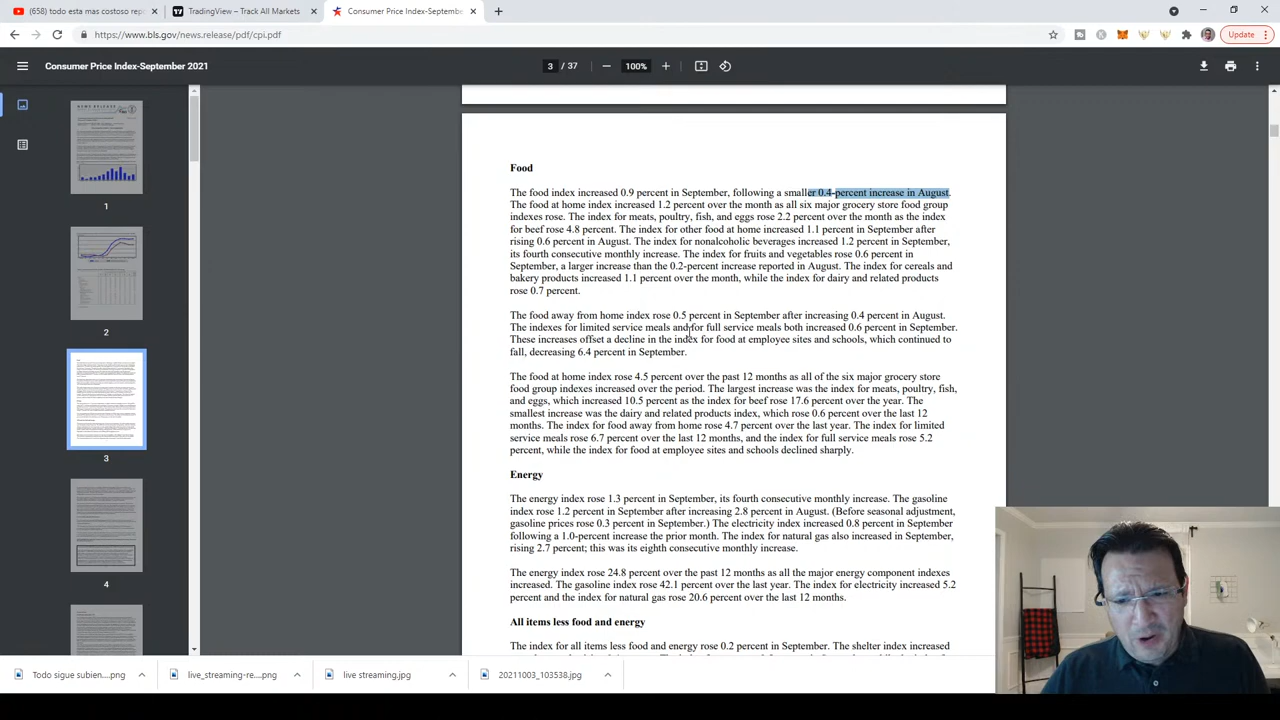 (658) todo esta mas costoso repo
TradingView – Track All Markets
Consumer Price Index-Septembe
https://www.bls.gov/news.release/pdf/cpi.pdf
Update
Consumer Price Index-September 2021
3 / 37
100%
1
2
3
4
Food
The food index increased 0.9 percent in September, following a smaller 0.4-percent increase in August.
The food at home index increased 1.2 percent over the month as all six major grocery store food group
indexes rose. The index for meats, poultry, fish, and eggs rose 2.2 percent over the month as the index
for beef rose 4.8 percent. The index for other food at home increased 1.1 percent in September after
rising 0.6 percent in August. The index for nonalcoholic beverages increased 1.2 percent in September,
its fourth consecutive monthly increase. The index for fruits and vegetables rose 0.6 percent in
September, a larger increase than the 0.2-percent increase reported in August. The index for cereals and
bakery products increased 1.1 percent over the month, while the index for dairy and related products
rose 0.7 percent.
The food away from home index rose 0.5 percent in September after increasing 0.4 percent in August.
The indexes for limited service meals and for full service meals both increased 0.6 percent in September.
These increases offset a decline in the index for food at employee sites and schools, which continued to
fall, decreasing 6.4 percent in September.
The food at home index rose 4.5 percent over the past 12 months as all of the six major grocery store
food group indexes increased over the period. The largest increase was the index for meats, poultry, fish,
and eggs, which increased 10.5 percent as the index for beef rose 17.6 percent over the year. The
smallest increase was the dairy and related products index, which rose 0.6 percent over the last 12
months. The index for food away from home rose 4.7 percent over the last year. The index for limited
service meals rose 6.7 percent over the last 12 months, and the index for full service meals rose 5.2
percent, while the index for food at employee sites and schools declined sharply.
Energy
The energy index rose 1.3 percent in September, its fourth consecutive monthly increase. The gasoline
index rose 1.2 percent in September after increasing 2.8 percent in August. (Before seasonal adjustment,
gasoline prices rose 0.3 percent in September.) The electricity index increased 0.8 percent in September
following a 1.0-percent increase the prior month. The index for natural gas also increased in September,
rising 2.7 percent; this was its eighth consecutive monthly increase.
The energy index rose 24.8 percent over the past 12 months as all the major energy component indexes
increased. The gasoline index rose 42.1 percent over the last year. The index for electricity increased 5.2
percent and the index for natural gas rose 20.6 percent over the last 12 months.
All items less food and energy
The index for all items less food and energy rose 0.2 percent in September. The shelter index increased
Todo sigue subien....png
live_streaming-re....png
live streaming.jpg
20211003_103538.jpg